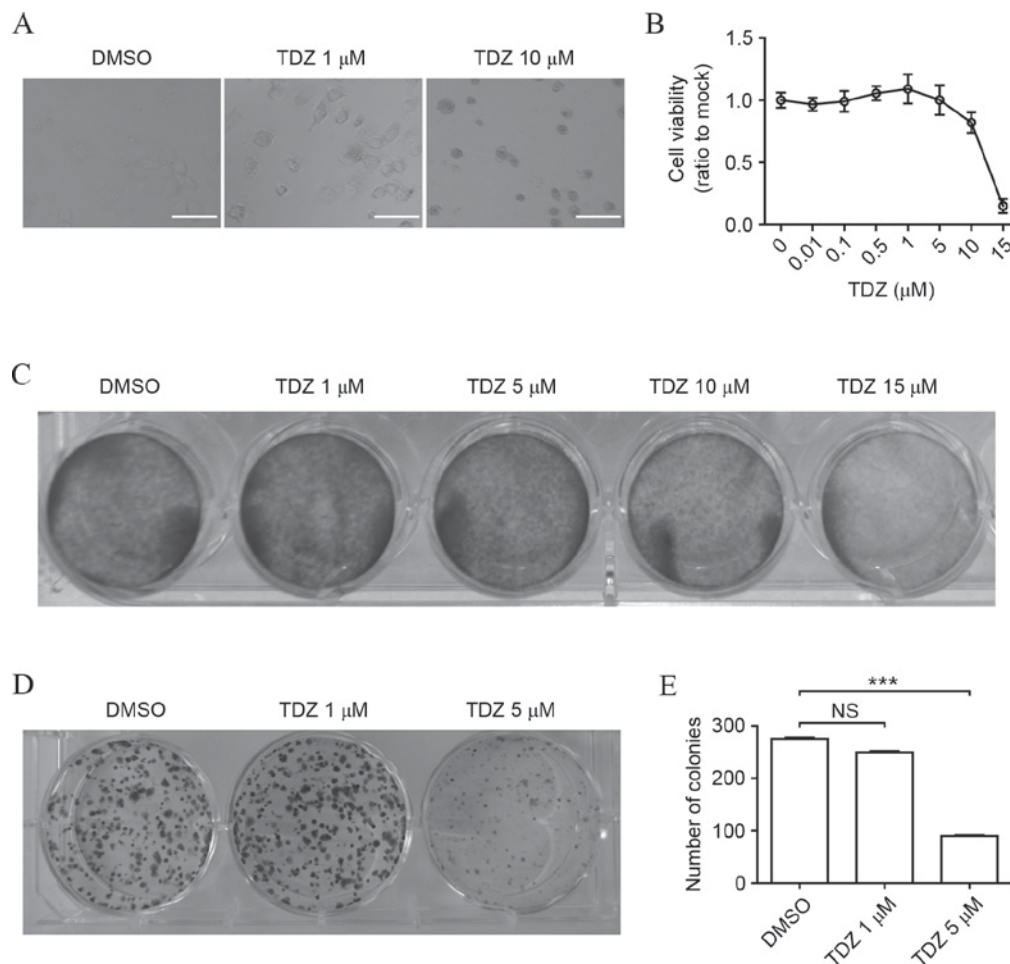 A
DMSO
TDZ 1 μM
TDZ 10 μM
B
1.5
1.0
0.5
0.0
Cell viability
(ratio to mock)
0
0.01
0.1
0.5
1
5
10
15
TDZ (μM)
C
DMSO
TDZ 1 μM
TDZ 5 μM
TDZ 10 μM
TDZ 15 μM
D
DMSO
TDZ 1 μM
TDZ 5 μM
E
***
NS
300
200
100
0
Number of colonies
DMSO
TDZ 1 μM
TDZ 5 μM